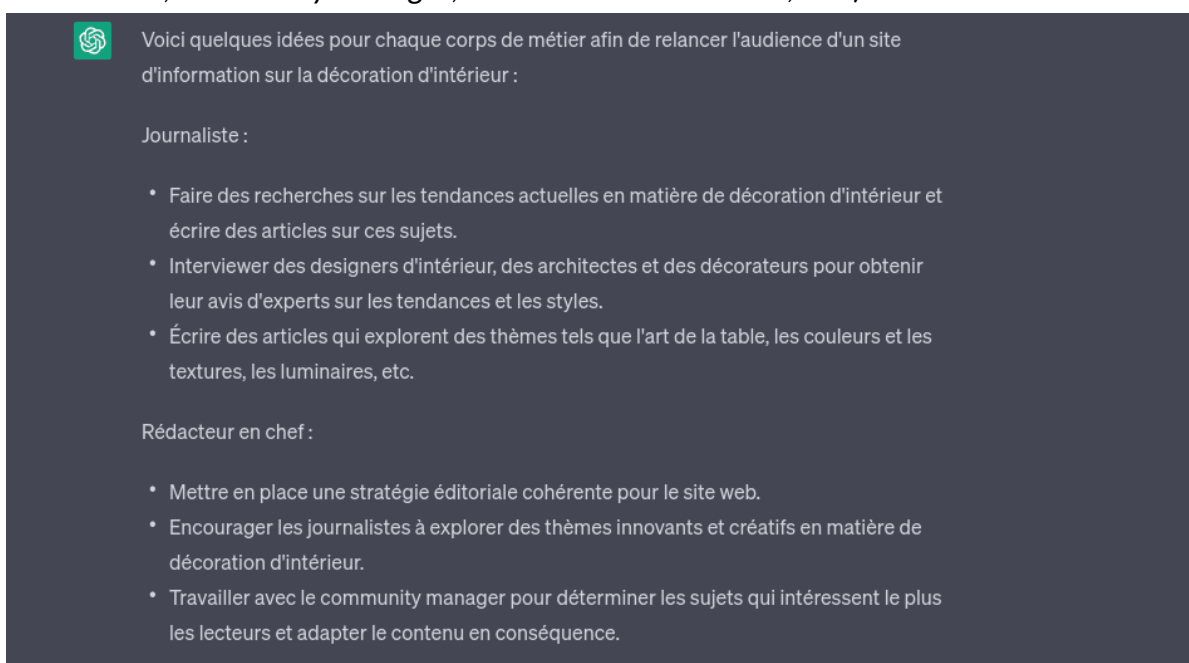 Voici quelques idées pour chaque corps de métier afin de relancer l'audience d'un site
d'information sur la décoration d'intérieur :
Journaliste :
• Faire des recherches sur les tendances actuelles en matière de décoration d'intérieur et
écrire des articles sur ces sujets.
• Interviewer des designers d'intérieur, des architectes et des décorateurs pour obtenir
leur avis d'experts sur les tendances et les styles.
• Écrire des articles qui explorent des thèmes tels que l'art de la table, les couleurs et les
textures, les luminaires, etc.
Rédacteur en chef :
• Mettre en place une stratégie éditoriale cohérente pour le site web.
• Encourager les journalistes à explorer des thèmes innovants et créatifs en matière de
décoration d'intérieur.
• Travailler avec le community manager pour déterminer les sujets qui intéressent le plus
les lecteurs et adapter le contenu en conséquence.